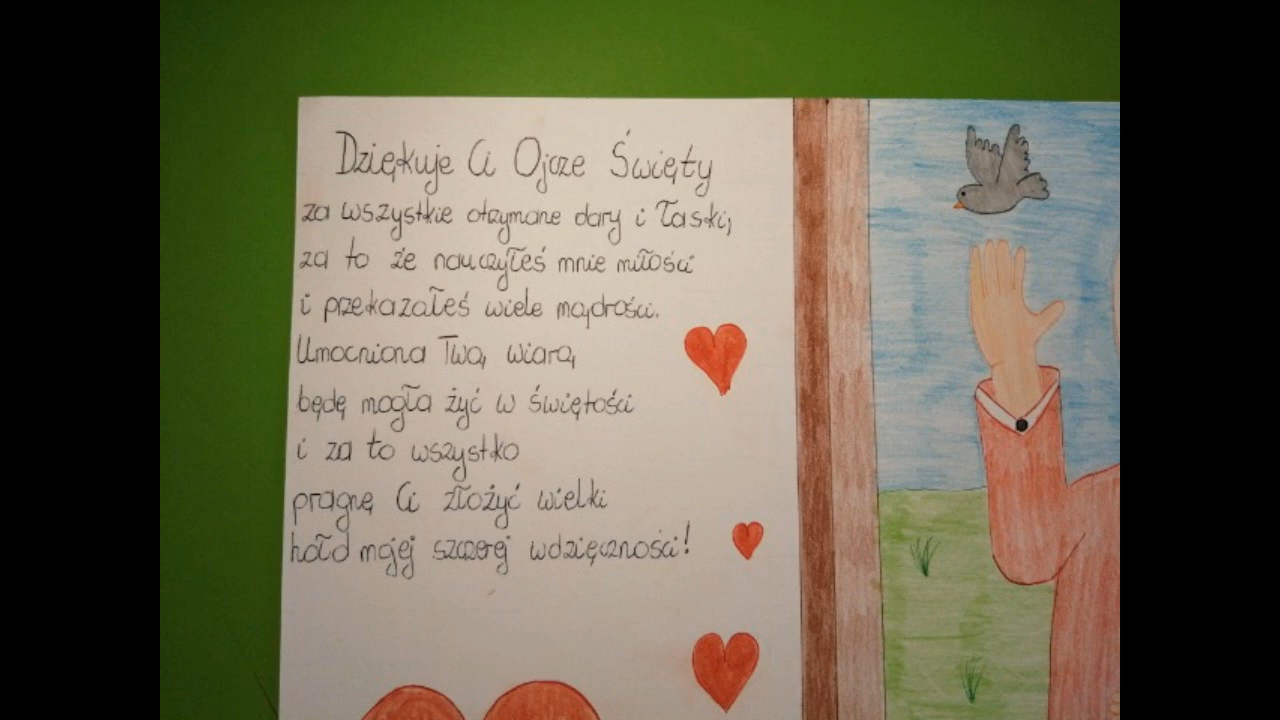 Dziękuje Ci Ojcze Święty
za wszystkie otrzymane dary i łaski,
za to że nauczyłeś mnie miłości
i przekazałeś wiele mądrości.
Umocniona Twą wiarą,
będę mogła żyć w świętości
i za to wszystko
pragnę Ci złożyć wielki
hołd mojej szczerej wdzięczności!